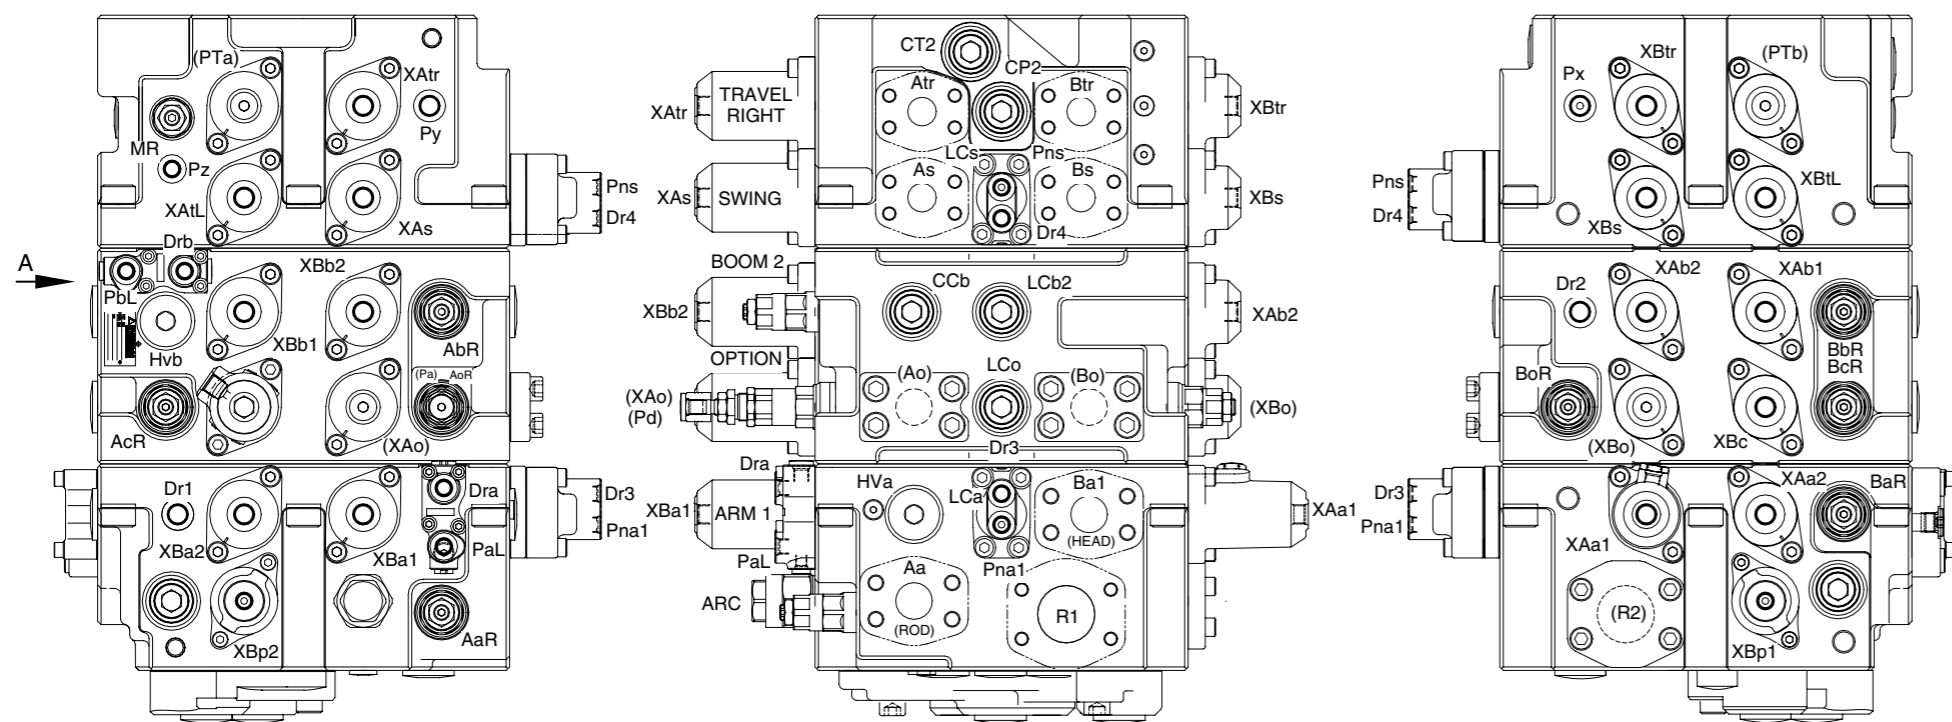 (PTa)
XAtr
MR
Py
Pz
XAtL
XAs
Pns
Dr4
A
Drb
PbL
XBb2
Hvb
XBb1
AbR
(Pa) AoR
AcR
(XAo)
Dr1
Dra
XBa2
XBa1
PaL
Dr3
Pna1
XBp2
AaR
CT2
CP2
Atr
Btr
XAtr
TRAVEL
RIGHT
XBtr
LCs
Pns
As
Bs
XAs
SWING
XBs
Dr4
BOOM 2
CCb
LCb2
XBb2
XAb2
OPTION
LCo
(Ao)
(Bo)
(XAo)
(Pd)
(XBo)
Dr3
Dra
HVa
LCa
Ba1
XBa1
ARM 1
XAa1
(HEAD)
PaL
Pna1
Aa
ARC
R1
(ROD)
XBtr
(PTb)
Px
Pns
Dr4
XBtL
XBs
XAb2
XAb1
Dr2
BbR
BcR
BoR
(XBo)
XBc
Dr3
Pna1
XAa2
BaR
XAa1
(R2)
XBp1